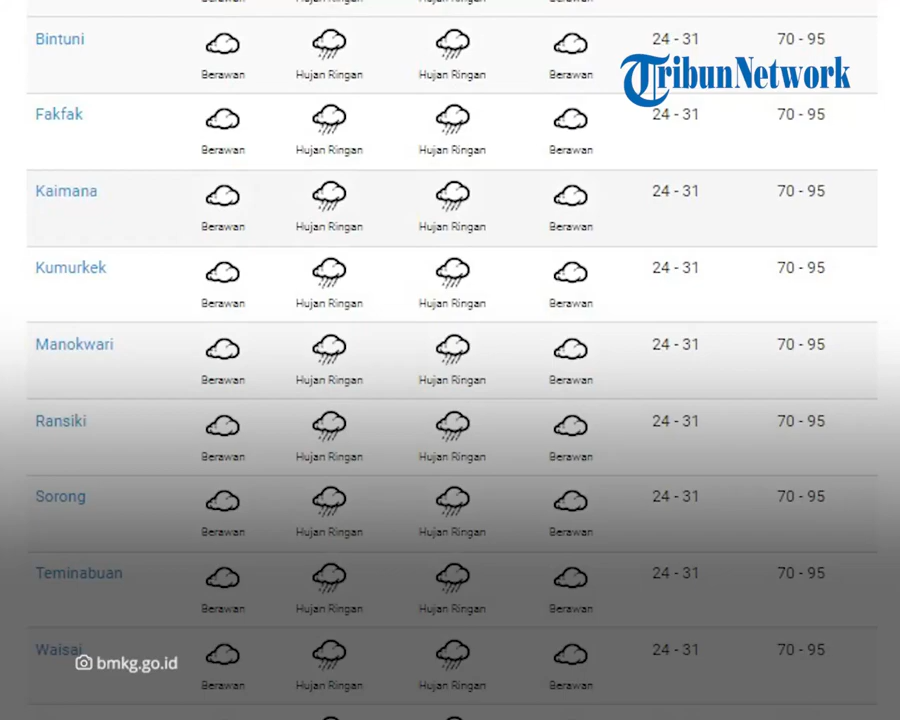 Bintuni 24 - 31 70 - 95
Berawan Hujan Ringan Hujan Ringan Berawan
TribunNetwork
Fakfak 24 - 31 70 - 95
Berawan Hujan Ringan Hujan Ringan Berawan
Kaimana 24 - 31 70 - 95
Berawan Hujan Ringan Hujan Ringan Berawan
Kumurkek 24 - 31 70 - 95
Berawan Hujan Ringan Hujan Ringan Berawan
Manokwari 24 - 31 70 - 95
Berawan Hujan Ringan Hujan Ringan Berawan
Ransiki 24 - 31 70 - 95
Berawan Hujan Ringan Hujan Ringan Berawan
Sorong 24 - 31 70 - 95
Berawan Hujan Ringan Hujan Ringan Berawan
Teminabuan 24 - 31 70 - 95
Berawan Hujan Ringan Hujan Ringan Berawan
Waisai 24 - 31 70 - 95
bmkg.go.id
Berawan Hujan Ringan Hujan Ringan Berawan